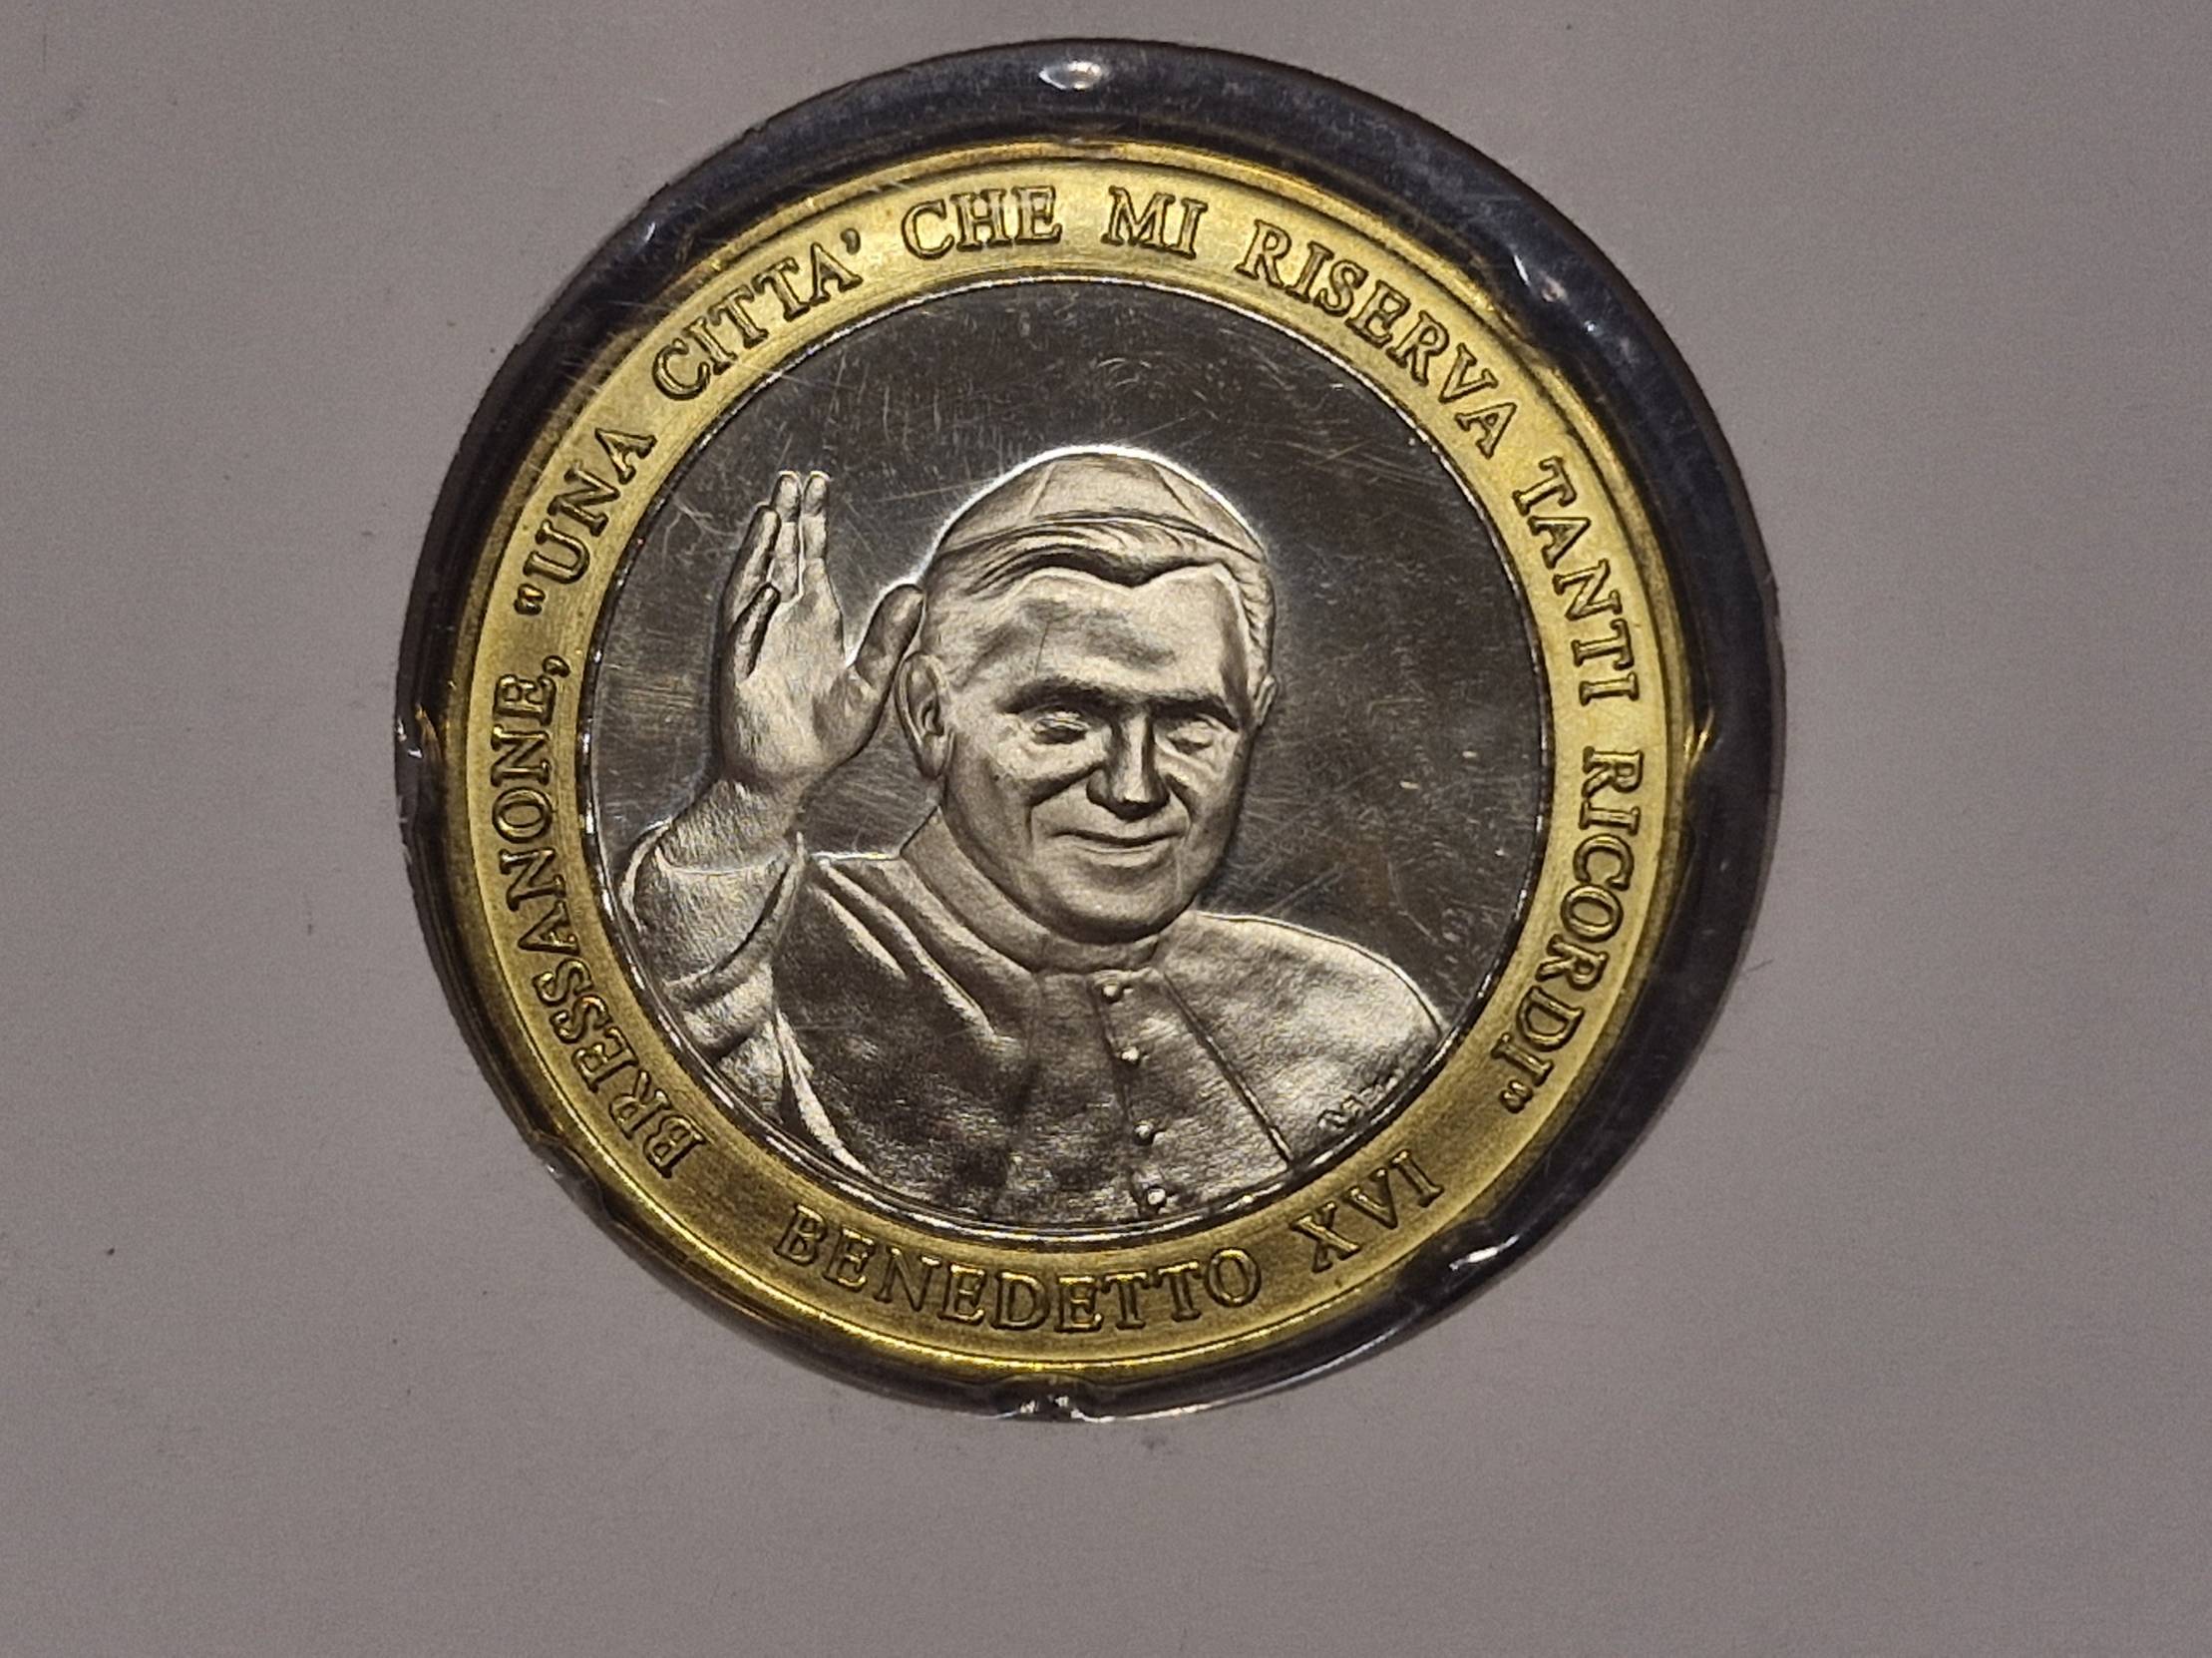 BRESSANONE, "UNA CITTA' CHE MI RISERVA TANTI RICORDI"
BENEDETTO XVI